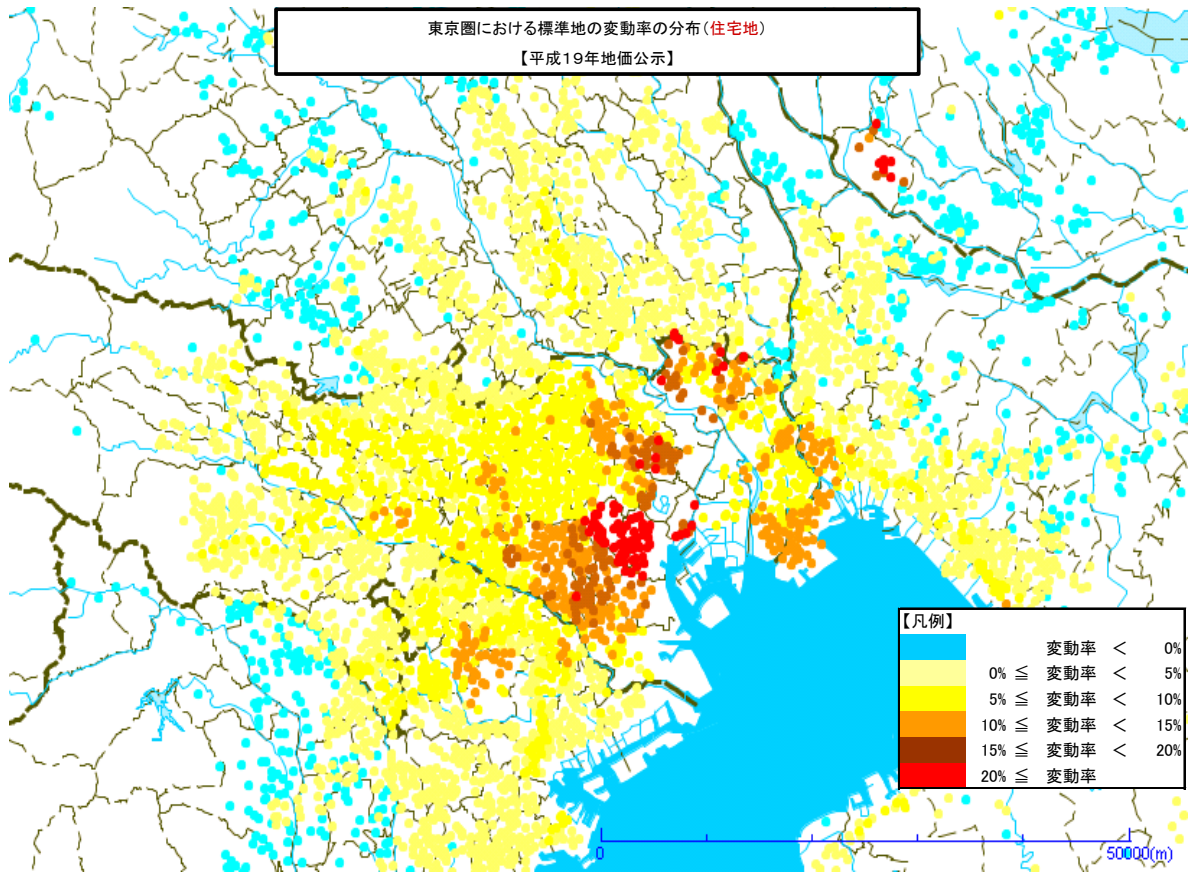 東京圏における標準地の変動率の分布(住宅地)
【平成19年地価公示】
【凡例】
変動率 < 0%
0% ≦ 変動率 < 5%
5% ≦ 変動率 < 10%
10% ≦ 変動率 < 15%
15% ≦ 変動率 < 20%
20% ≦ 変動率
0 50000(m)